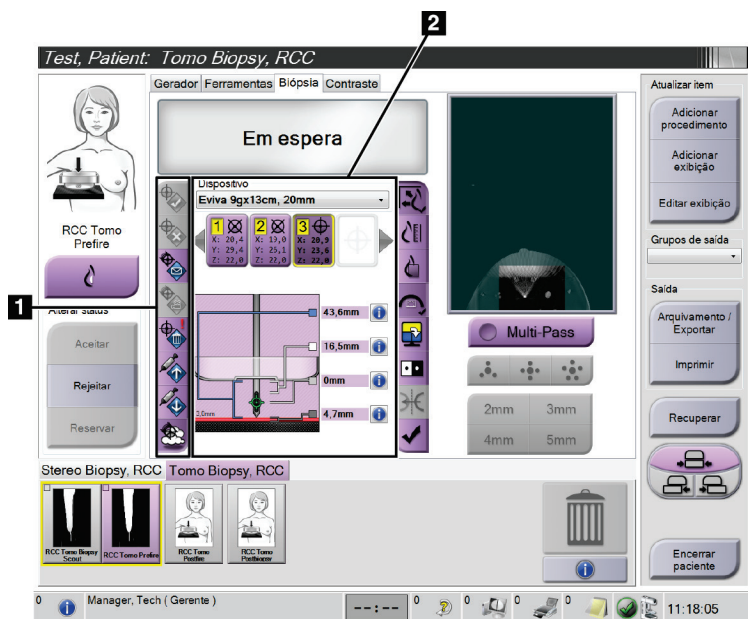 2
Test, Patient: Tomo Biopsy, RCC
Gerador Ferramentas Biópsia Contraste
Em espera
Dispositivo
Eviva 9gx13cm, 20mm
1 2 3
X: 20,4 X: 19,0 X: 20,9
Y: 29,4 Y: 25,1 Y: 23,6
Z: 22,0 Z: 22,0 Z: 22,0
43,6mm
16,5mm
0mm
4,7mm
3,0mm
RCC Tomo
Prefire
1
Alterar status
Aceitar
Rejeitar
Reservar
Multi-Pass
2mm 3mm
4mm 5mm
Atualizar item
Adicionar
procedimento
Adicionar
exibição
Editar exibição
Grupos de saída
Saída
Arquivamento /
Exportar
Imprimir
Recuperar
Encerrar
paciente
Stereo Biopsy, RCC Tomo Biopsy, RCC
RCC Tomo Biopsy
Scout
RCC Tomo Prefire
RCC Tomo
Postfire
RCC Tomo
Postbiopsy
0 Manager, Tech ( Gerente ) --:-- 0 0 0 0 11:18:05